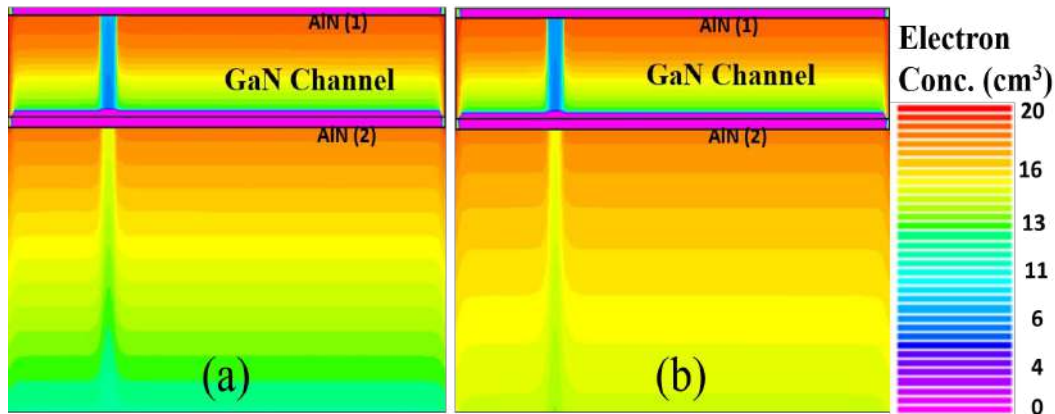 AlN (1)
GaN Channel
AlN (2)
(a)
AlN (1)
GaN Channel
AlN (2)
(b)
Electron
Conc. (cm³)
20
16
13
11
6
4
0